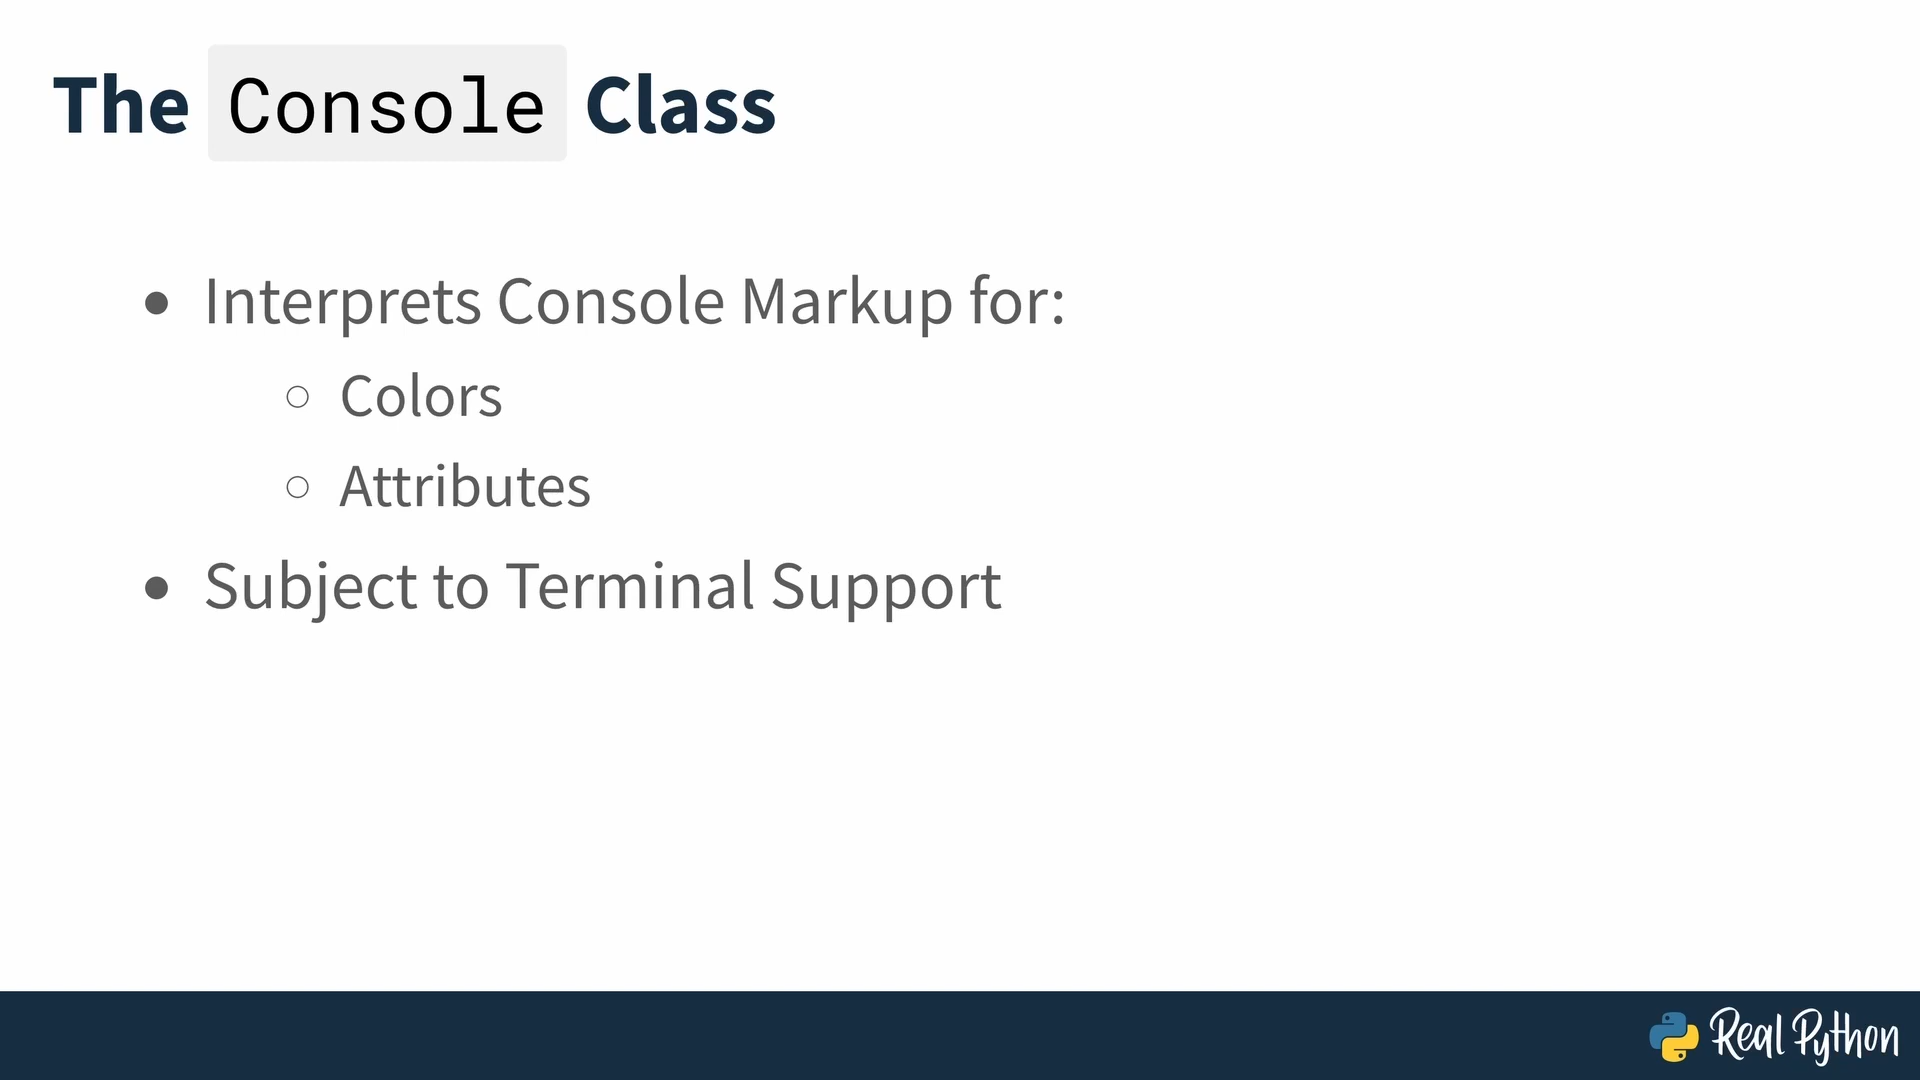 The Console Class
Interprets Console Markup for:
Colors
Attributes
Subject to Terminal Support
Real Python